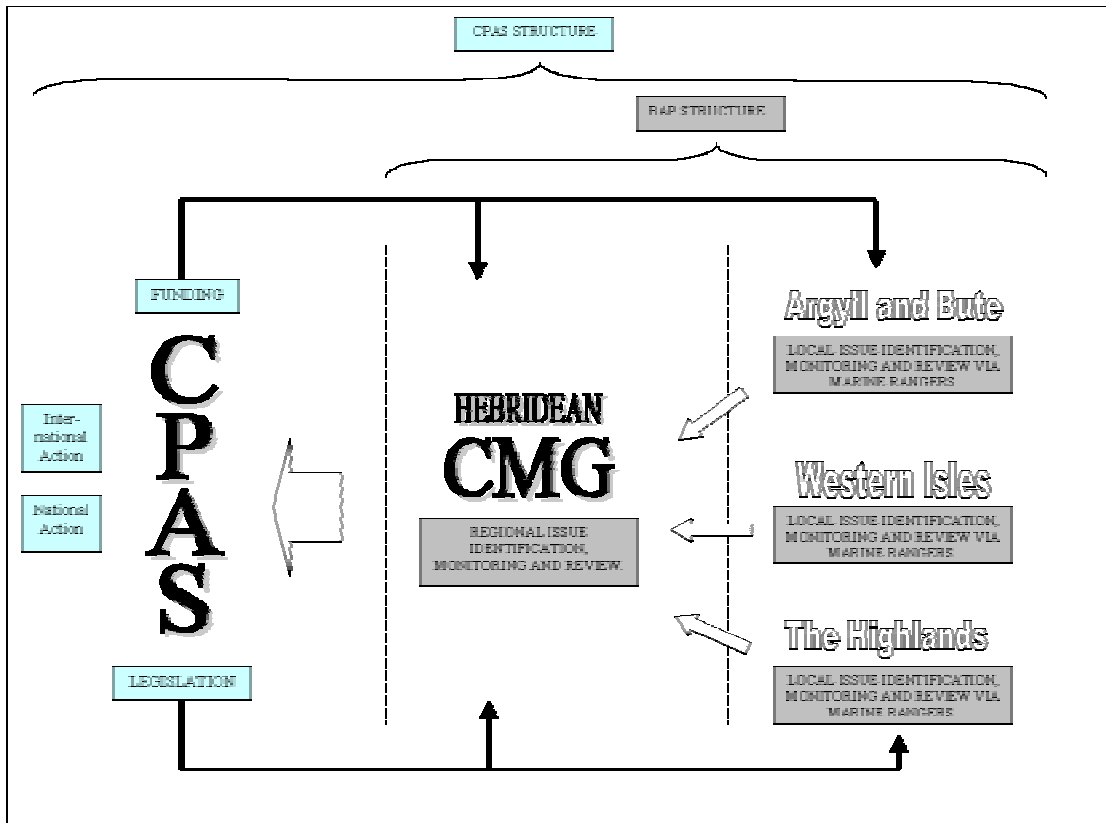 CPAS STRUCTURE
BAP STRUCTURE
FUNDING
Argyll and Bute
LOCAL ISSUE IDENTIFICATION,
MONITORING AND REVIEW VIA
MARINE RANGERS
C
P
A
S
Inter-
national
Action
National
Action
HEBRIDEAN
CMG
REGIONAL ISSUE
IDENTIFICATION,
MONITORING AND REVIEW.
Western Isles
LOCAL ISSUE IDENTIFICATION,
MONITORING AND REVIEW VIA
MARINE RANGERS
The Highlands
LOCAL ISSUE IDENTIFICATION,
MONITORING AND REVIEW VIA
MARINE RANGERS
LEGISLATION